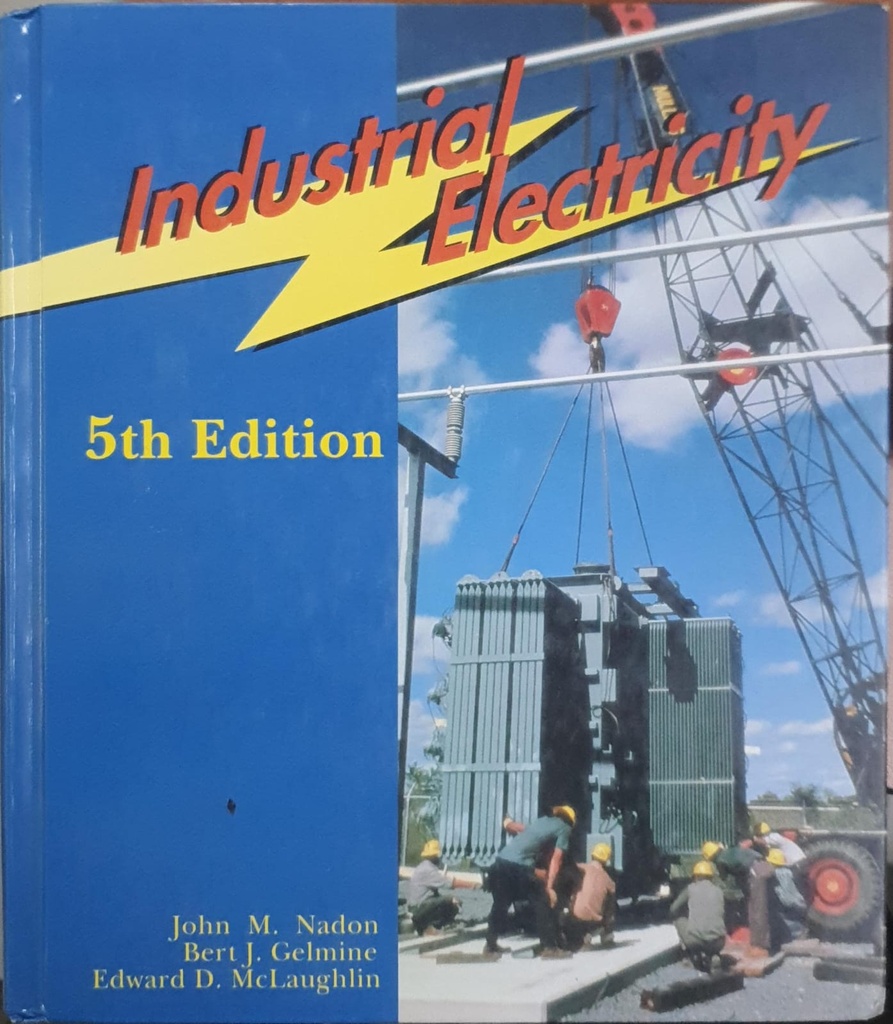 Industrial
Electricity
5th Edition
John M. Nadon
Bert J. Gelmine
Edward D. McLaughlin